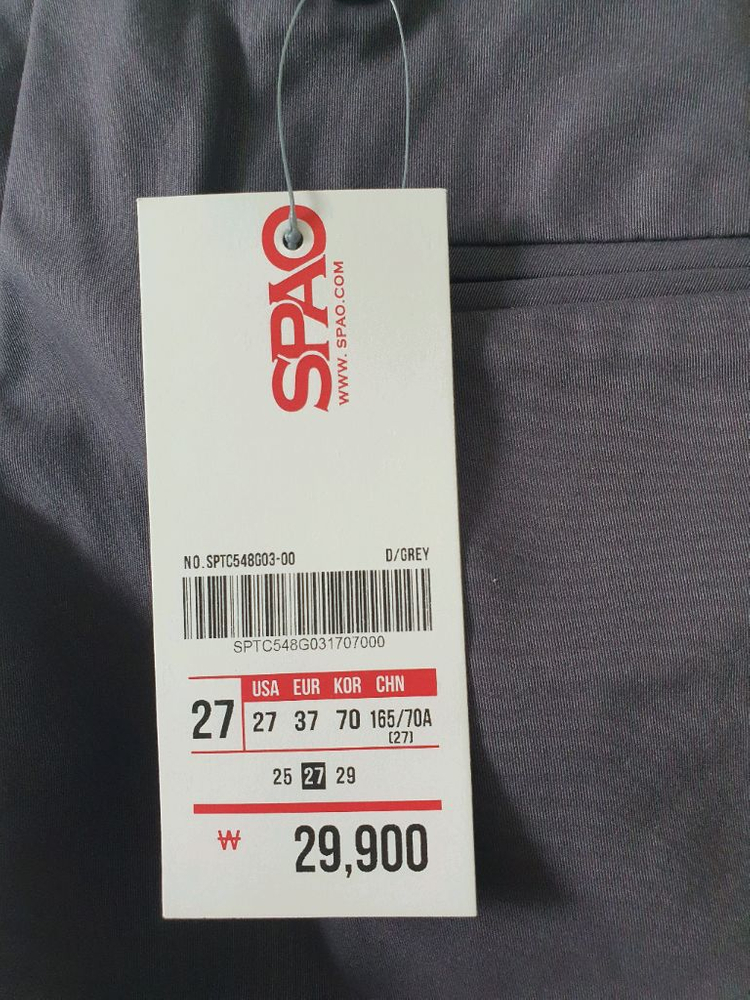 SPAO
WWW. SPAO.COM
NO.SPTC548G03-00 D/GREY
SPTC548G031707000
USA EUR KOR CHN
27 27 37 70 165/70A
(27)
25 27 29
₩ 29,900